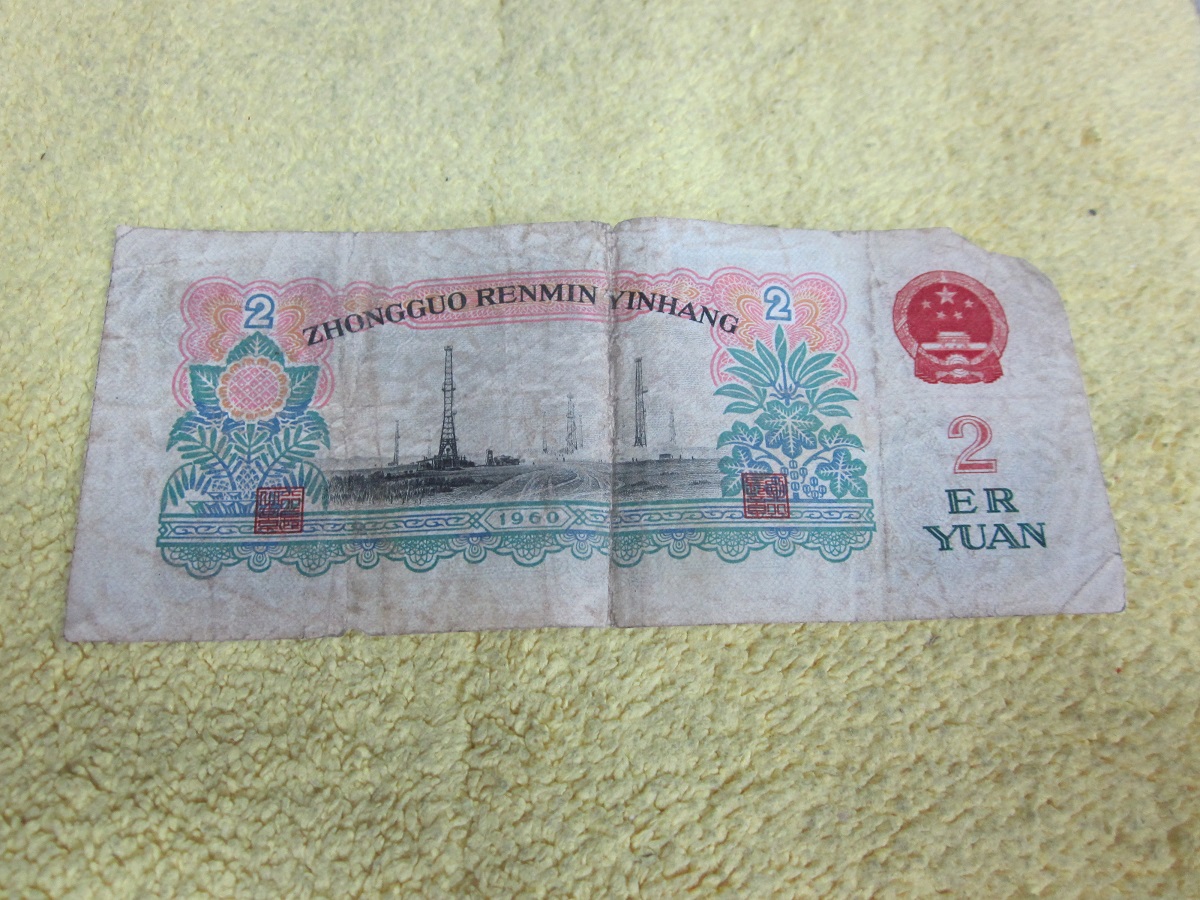 2
ZHONGGUO RENMIN YINHANG
2
1960
2
ER
YUAN